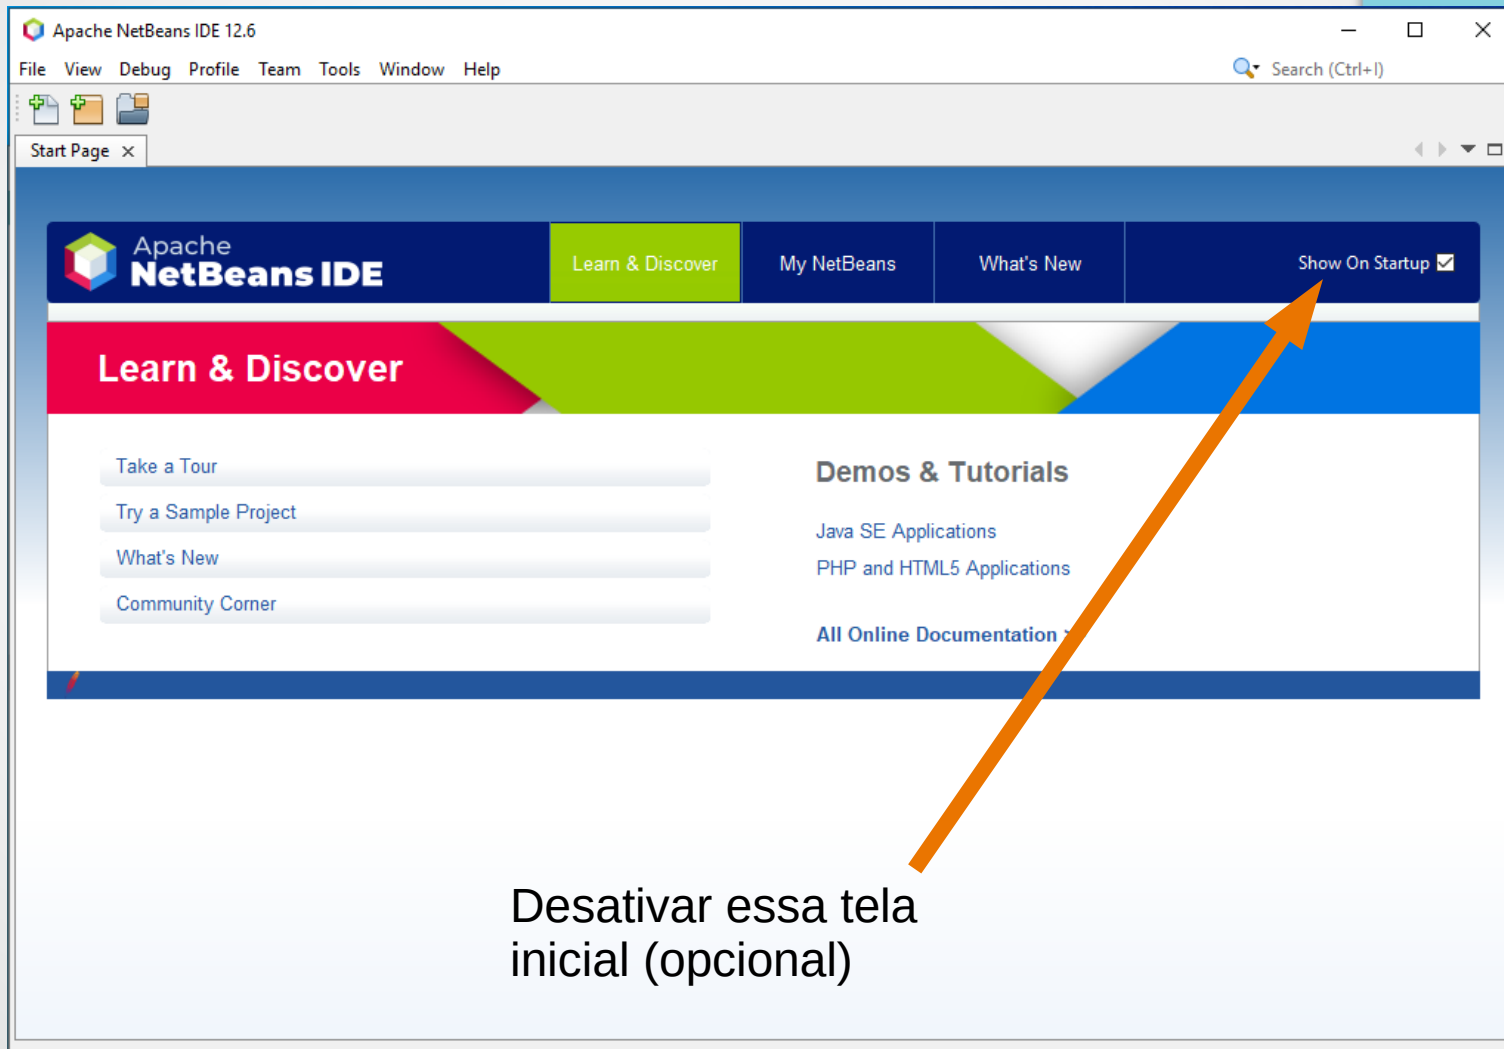 Apache NetBeans IDE 12.6
File View Debug Profile Team Tools Window Help
Search (Ctrl+I)
Start Page
Apache
NetBeans IDE
Learn & Discover
My NetBeans
What's New
Show On Startup
Learn & Discover
Take a Tour
Try a Sample Project
What's New
Community Corner
Demos & Tutorials
Java SE Applications
PHP and HTML5 Applications
All Online Documentation
Desativar essa tela
inicial (opcional)